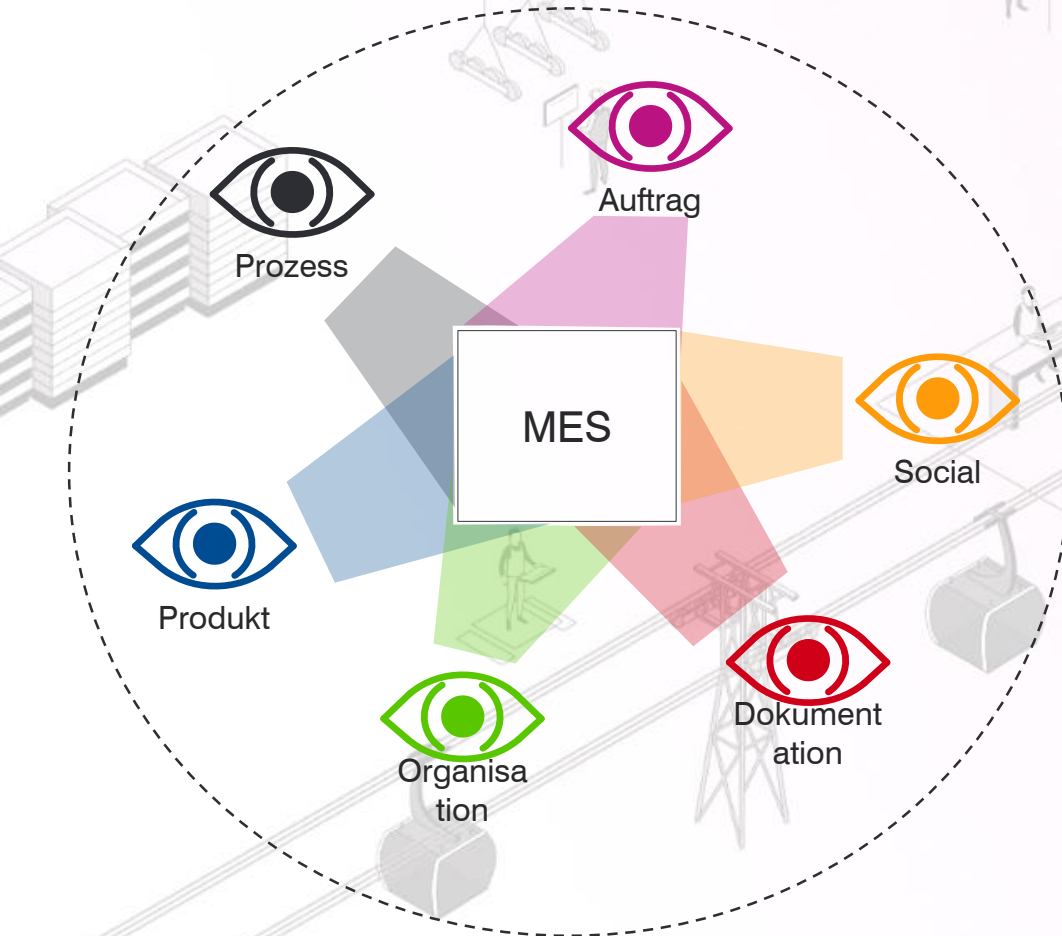 Auftrag
Prozess
MES
Social
Produkt
Dokument
ation
Organisa
tion